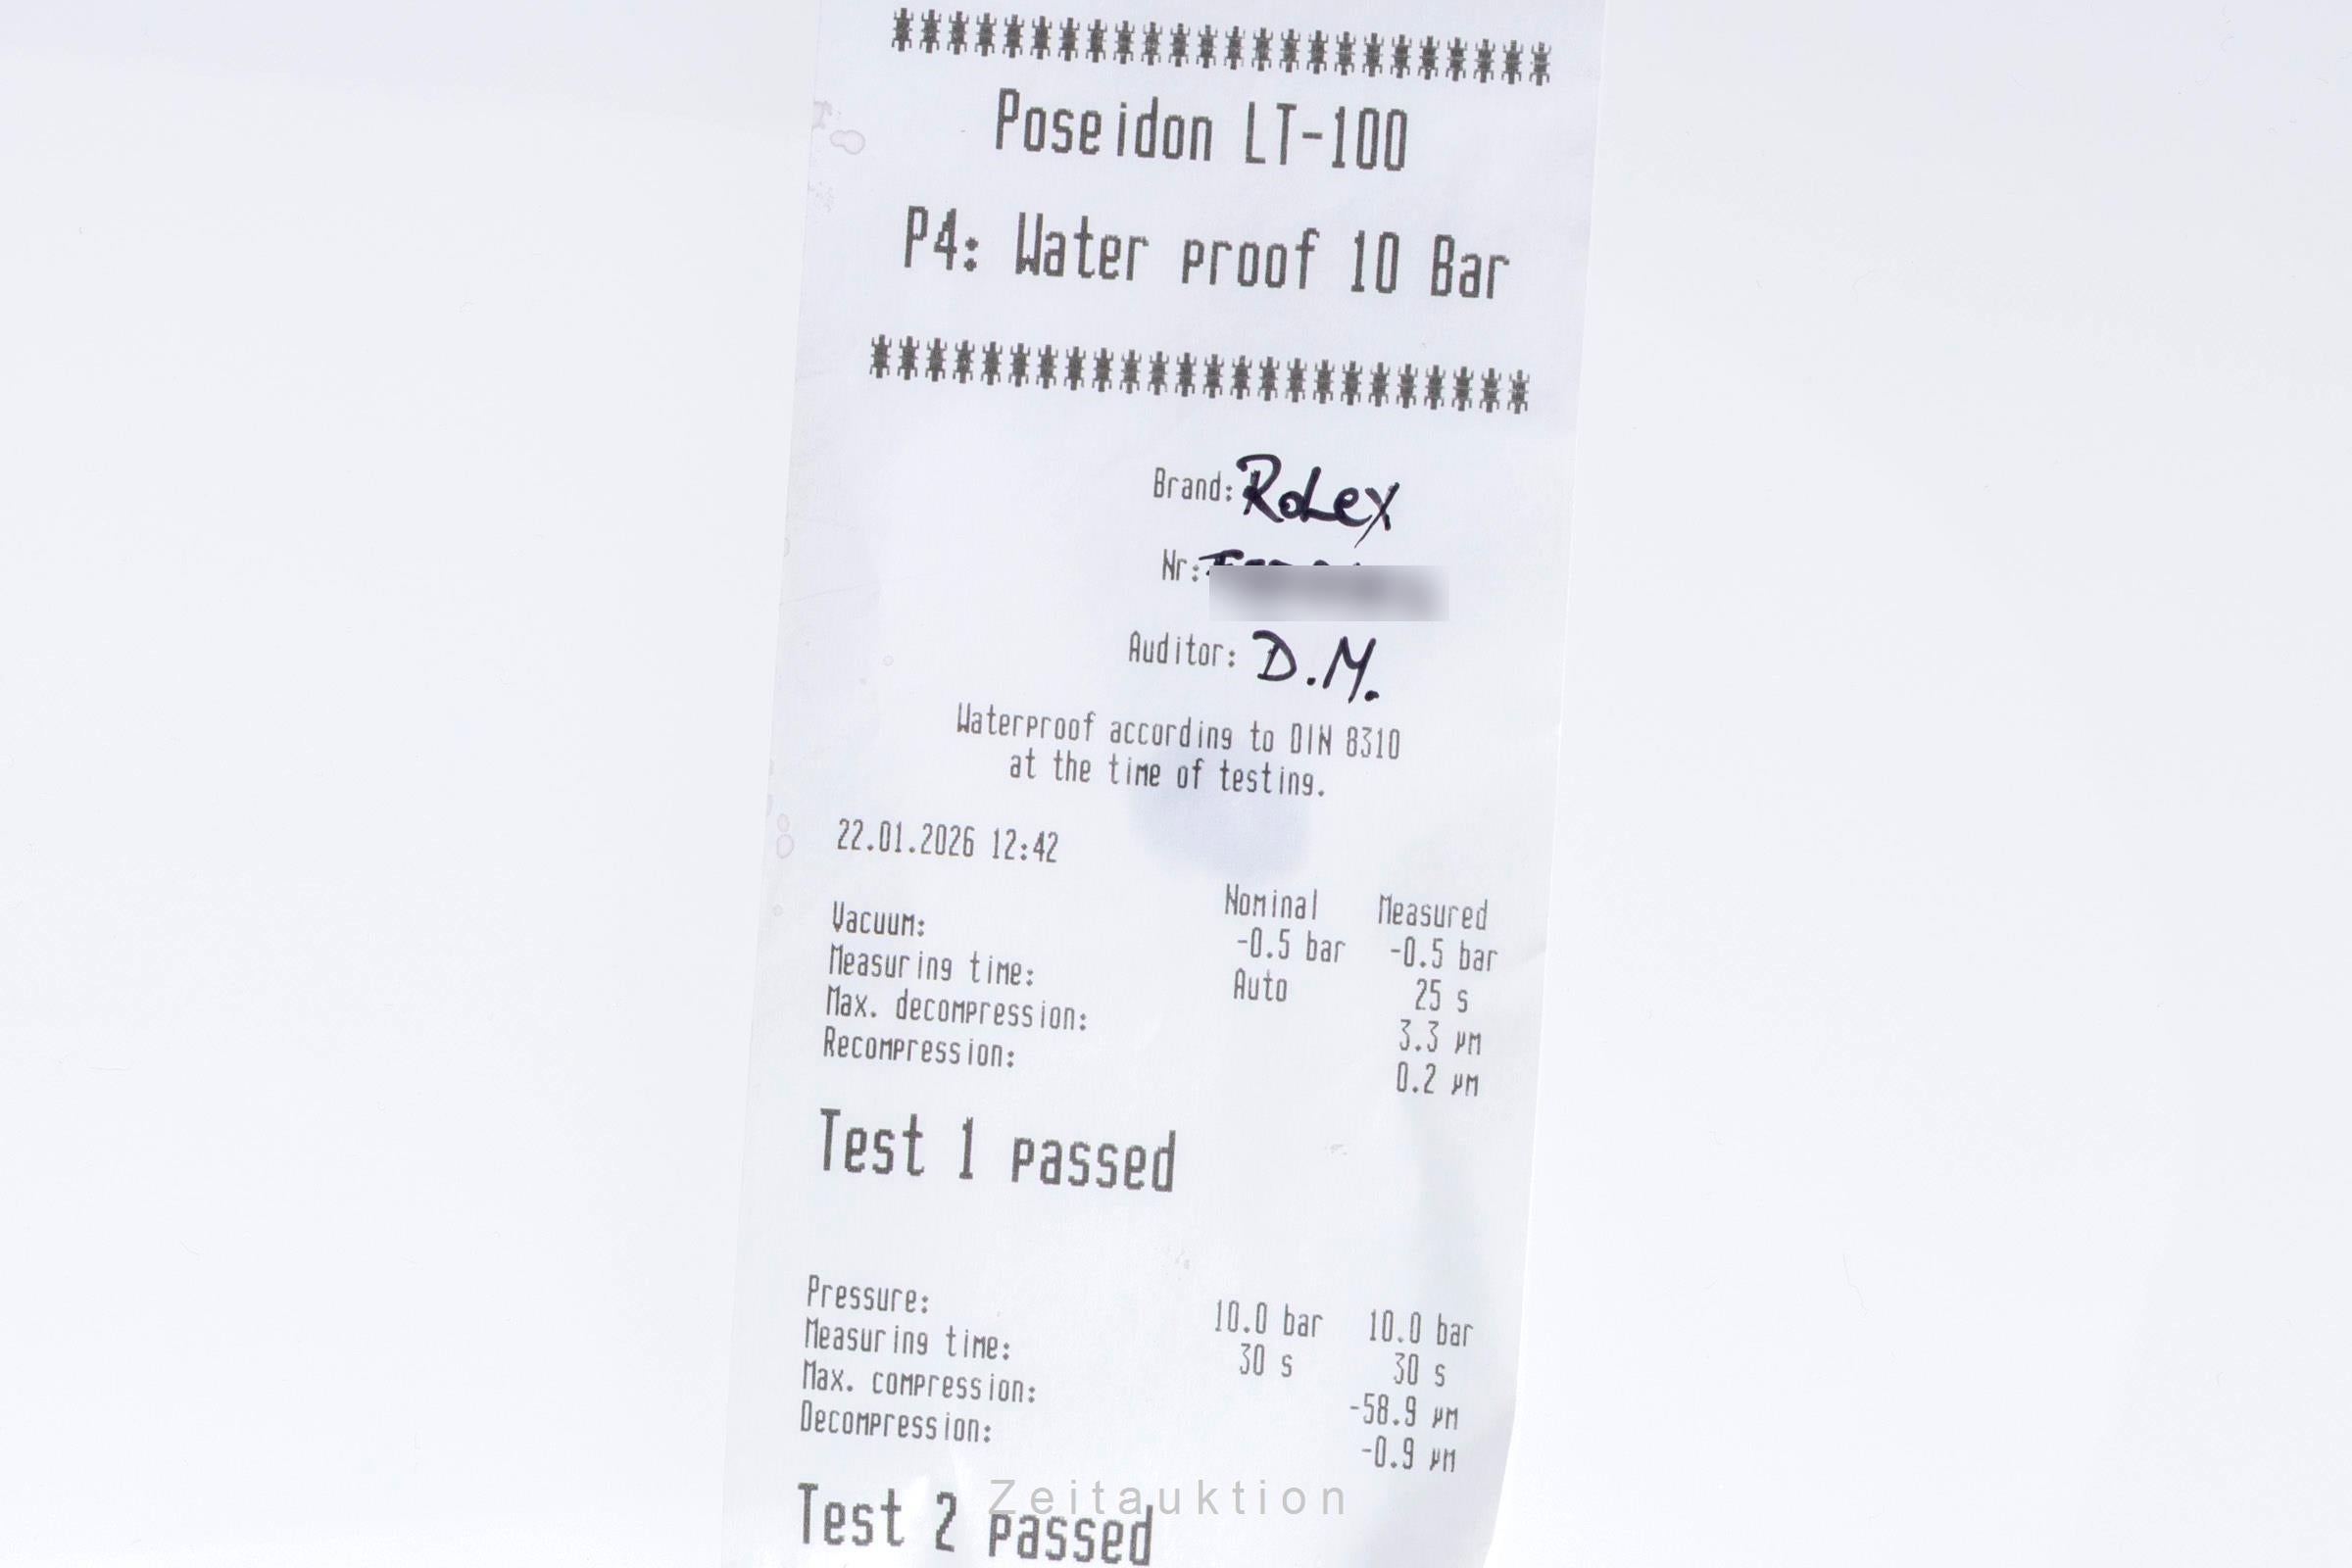 ************************
Poseidon LT-100
P4: Water proof 10 Bar
************************
Brand: Rolex
Nr:
Auditor: D.M.
Waterproof according to DIN 8310
at the time of testing.
22.01.2026 12:42
Nominal Measured
Vacuum: -0.5 bar -0.5 bar
Measuring time: Auto 25 s
Max. decompression: 3.3 µm
Recompression: 0.2 µm
Test 1 passed
Pressure: 10.0 bar 10.0 bar
Measuring time: 30 s 30 s
Max. compression: -58.9 µm
Decompression: -0.9 µm
Test 2 passed
Zeitauktion